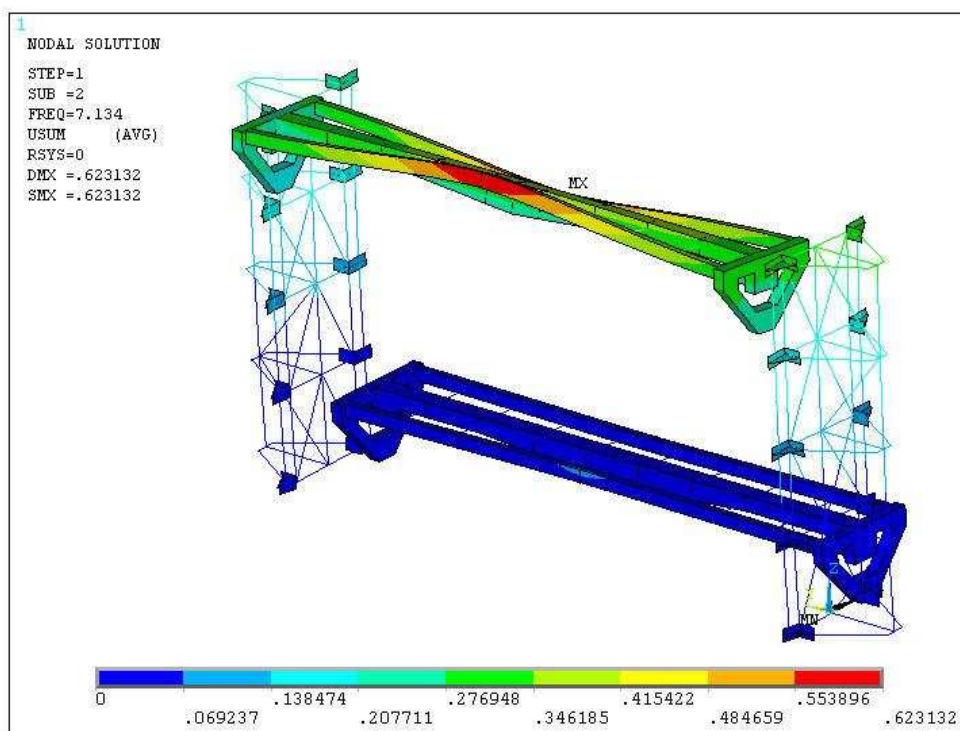 1
NODAL SOLUTION
STEP=1
SUB =2
FREQ=7.134
USUM (AVG)
RSYS=0
DMX =.623132
SMX =.623132
MX
Z
MN
0 .138474 .276948 .415422 .553896
.069237 .207711 .346185 .484659 .623132